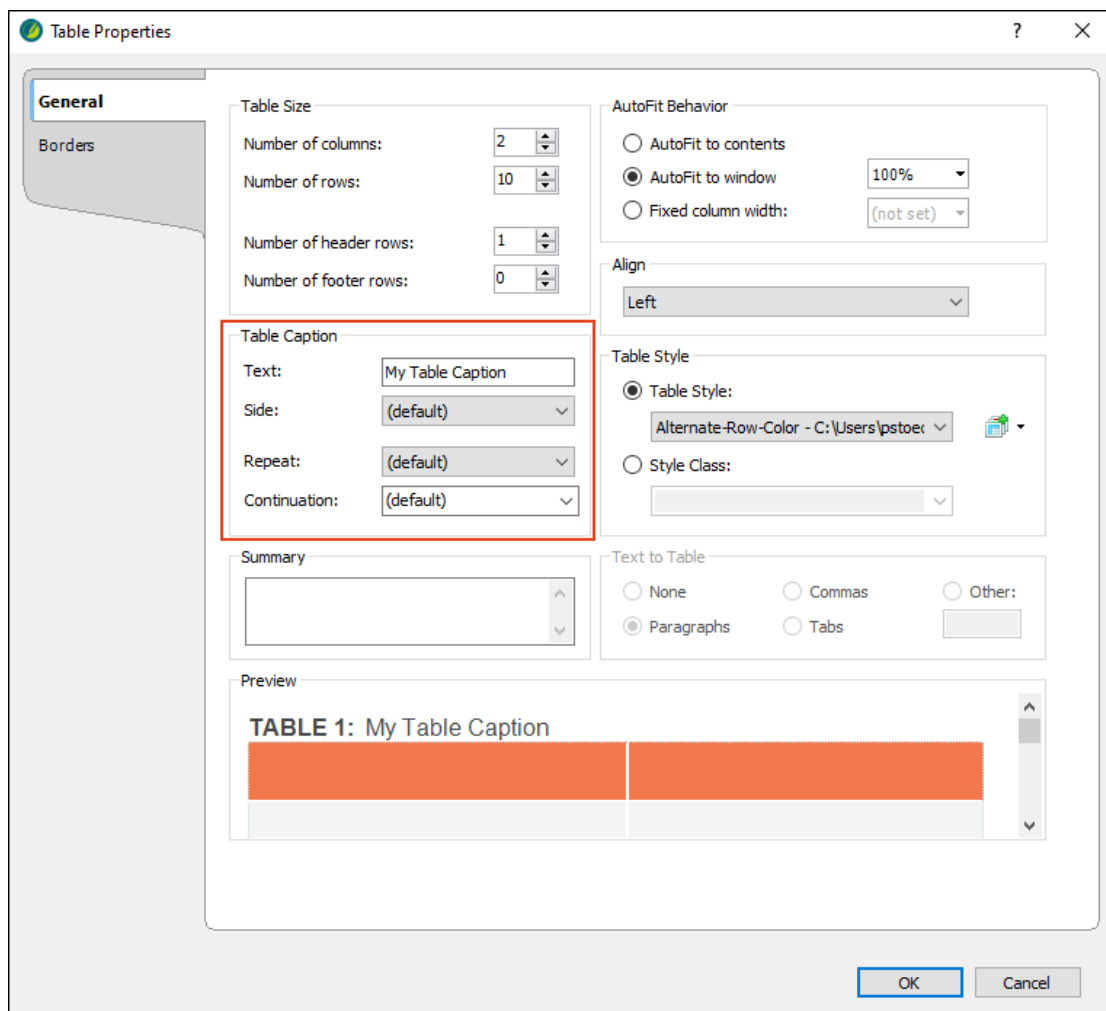 Table Properties
?
General
Borders
Table Size
Number of columns: 2
Number of rows: 10
Number of header rows: 1
Number of footer rows: 0
Table Caption
Text: My Table Caption
Side: (default)
Repeat: (default)
Continuation: (default)
Summary
AutoFit Behavior
AutoFit to contents
AutoFit to window 100%
Fixed column width: (not set)
Align
Left
Table Style
Table Style:
Alternate-Row-Color - C:\Users\pstoec
Style Class:
Text to Table
None Commas Other:
Paragraphs Tabs
Preview
TABLE 1: My Table Caption
OK Cancel